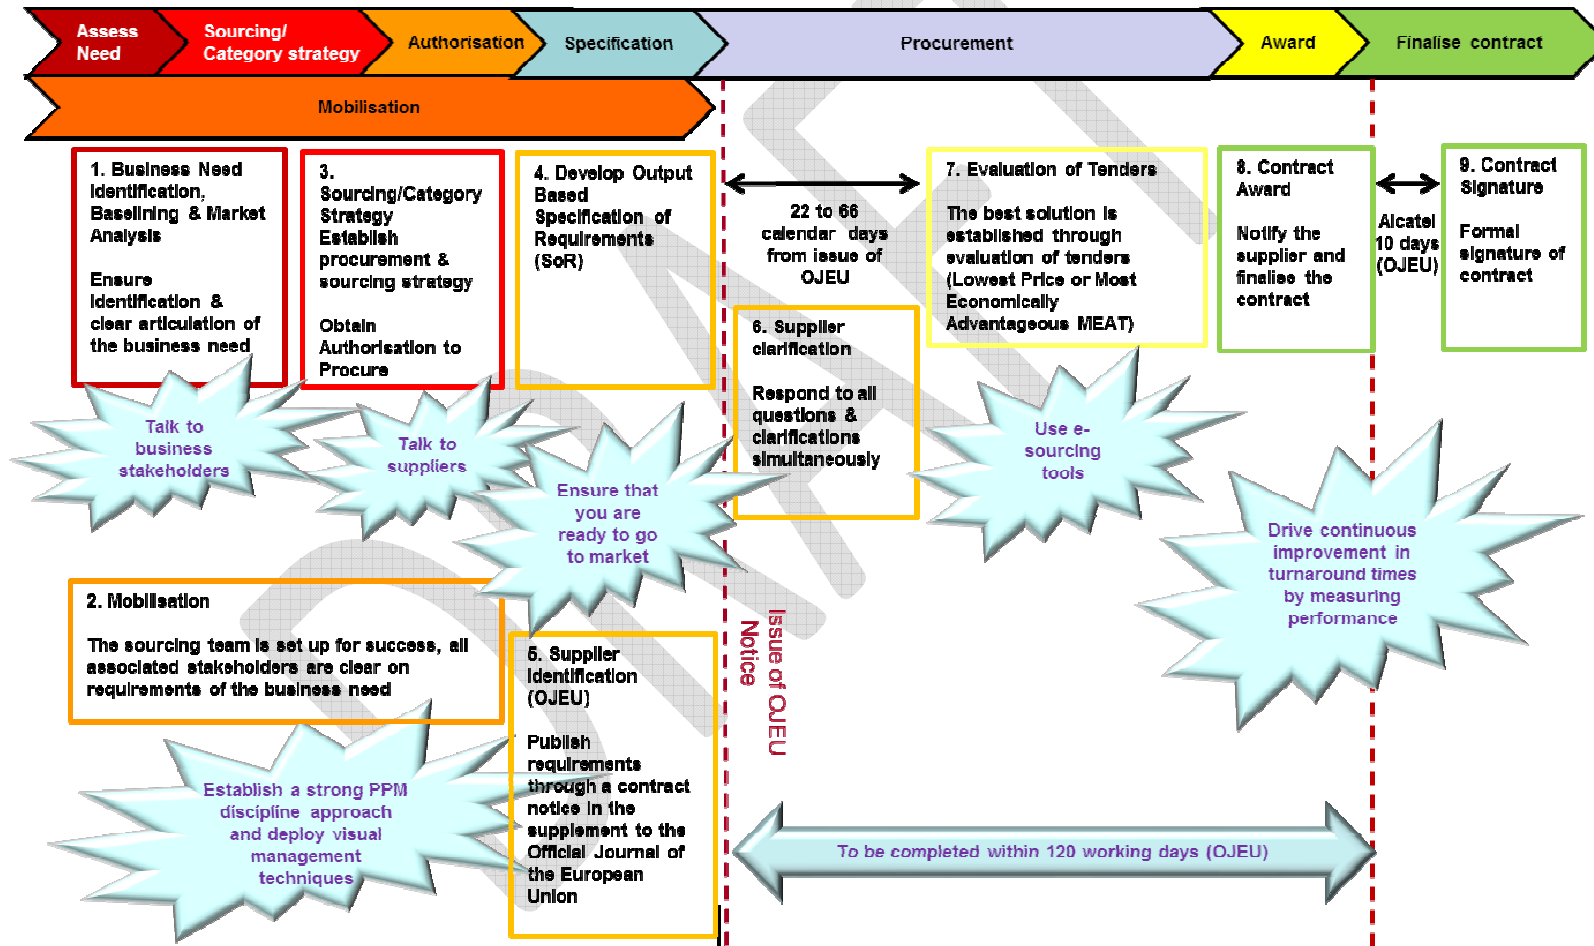 Assess
Need
Sourcing/
Category strategy
Authorisation
Specification
Procurement
Award
Finalise contract
Mobilisation
1. Business Need
Identification,
Baselining & Market
Analysis
Ensure
identification &
clear articulation of
the business need
3.
Sourcing/Category
Strategy
Establish
procurement &
sourcing strategy
Obtain
Authorisation to
Procure
4. Develop Output
Based
Specification of
Requirements
(SoR)
22 to 66
calendar days
from issue of
OJEU
7. Evaluation of Tenders
The best solution is
established through
evaluation of tenders
(Lowest Price or Most
Economically
Advantageous MEAT)
8. Contract
Award
Notify the
supplier and
finalise the
contract
Alcatel
10 days
(OJEU)
9. Contract
Signature
Formal
signature of
contract
6. Supplier
clarification
Respond to all
questions &
clarifications
simultaneously
Talk to
business
stakeholders
Talk to
suppliers
Ensure that
you are
ready to go
to market
Use e-
sourcing
tools
Drive continuous
improvement in
turnaround times
by measuring
performance
2. Mobilisation
The sourcing team is set up for success, all
associated stakeholders are clear on
requirements of the business need
5. Supplier
Identification
(OJEU)
Publish
requirements
through a contract
notice in the
supplement to the
Official Journal of
the European
Union
Issue of OJEU
Notice
Establish a strong PPM
discipline approach
and deploy visual
management
techniques
To be completed within 120 working days (OJEU)
DRAFT